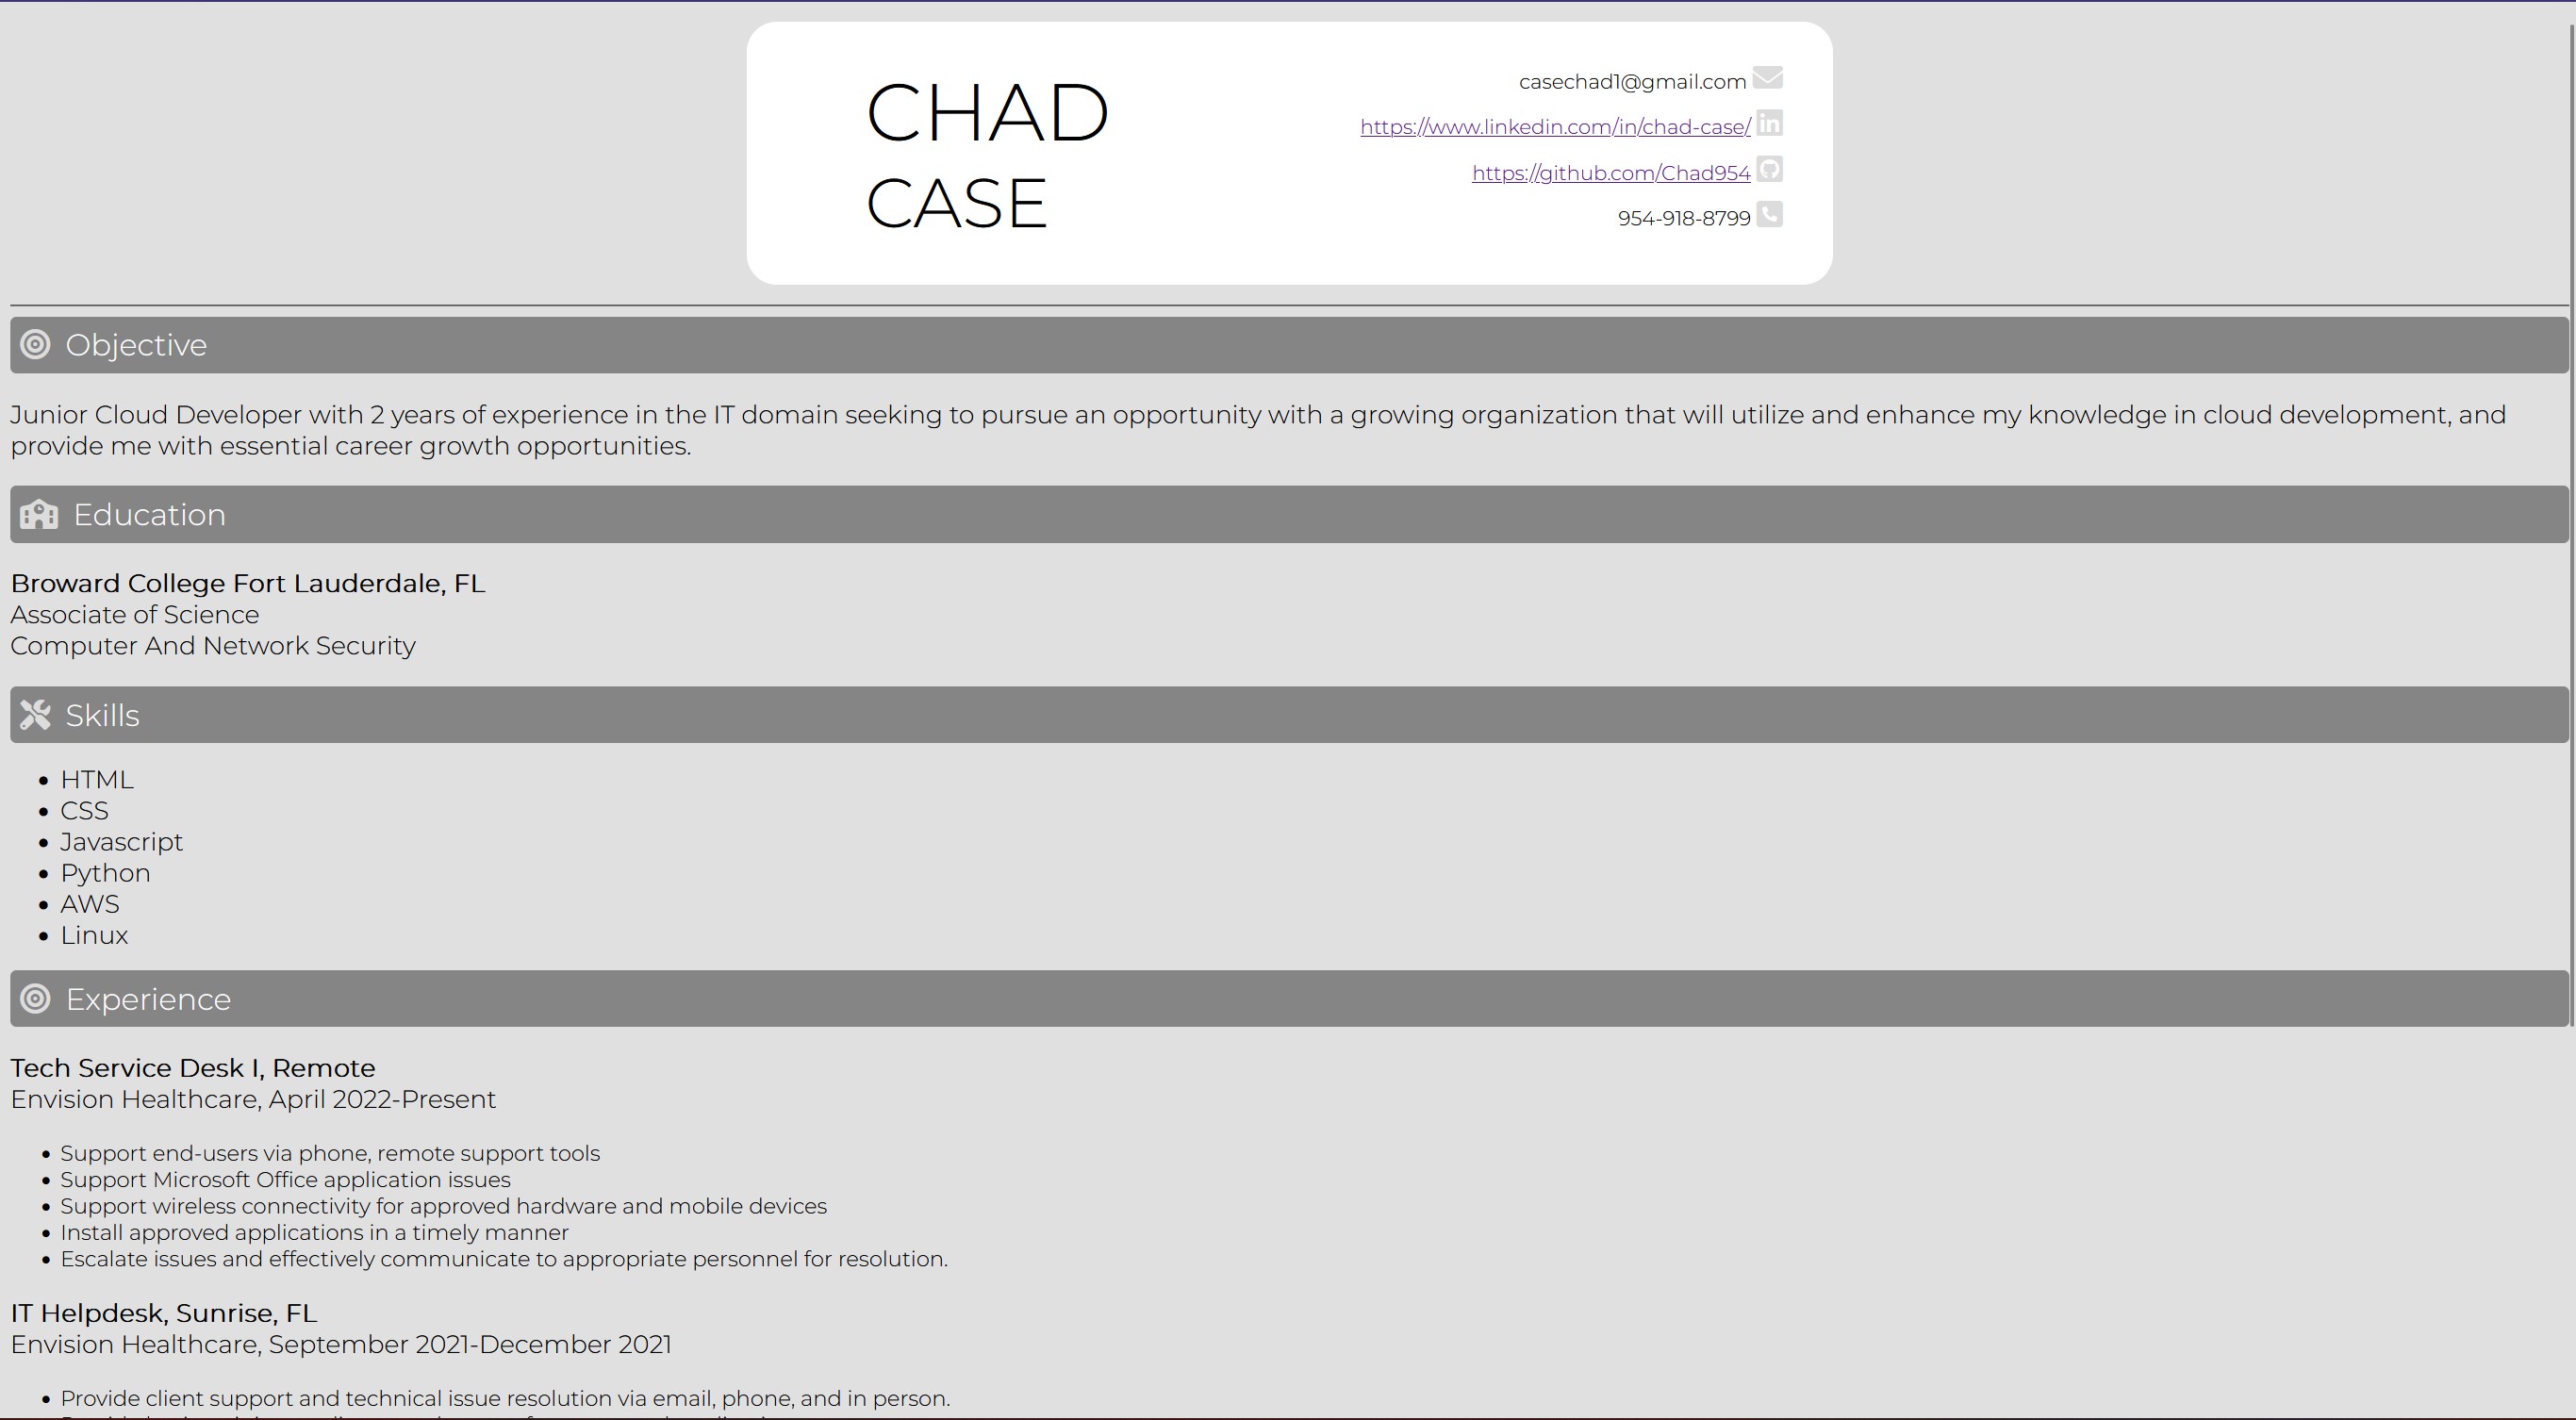 CHAD
CASE
casechad1@gmail.com
https://www.linkedin.com/in/chad-case/
https://github.com/Chad954
954-918-8799
Objective
Junior Cloud Developer with 2 years of experience in the IT domain seeking to pursue an opportunity with a growing organization that will utilize and enhance my knowledge in cloud development, and
provide me with essential career growth opportunities.
Education
Broward College Fort Lauderdale, FL
Associate of Science
Computer And Network Security
Skills
HTML
CSS
Javascript
Python
AWS
Linux
Experience
Tech Service Desk I, Remote
Envision Healthcare, April 2022-Present
Support end-users via phone, remote support tools
Support Microsoft Office application issues
Support wireless connectivity for approved hardware and mobile devices
Install approved applications in a timely manner
Escalate issues and effectively communicate to appropriate personnel for resolution.
IT Helpdesk, Sunrise, FL
Envision Healthcare, September 2021-December 2021
Provide client support and technical issue resolution via email, phone, and in person.